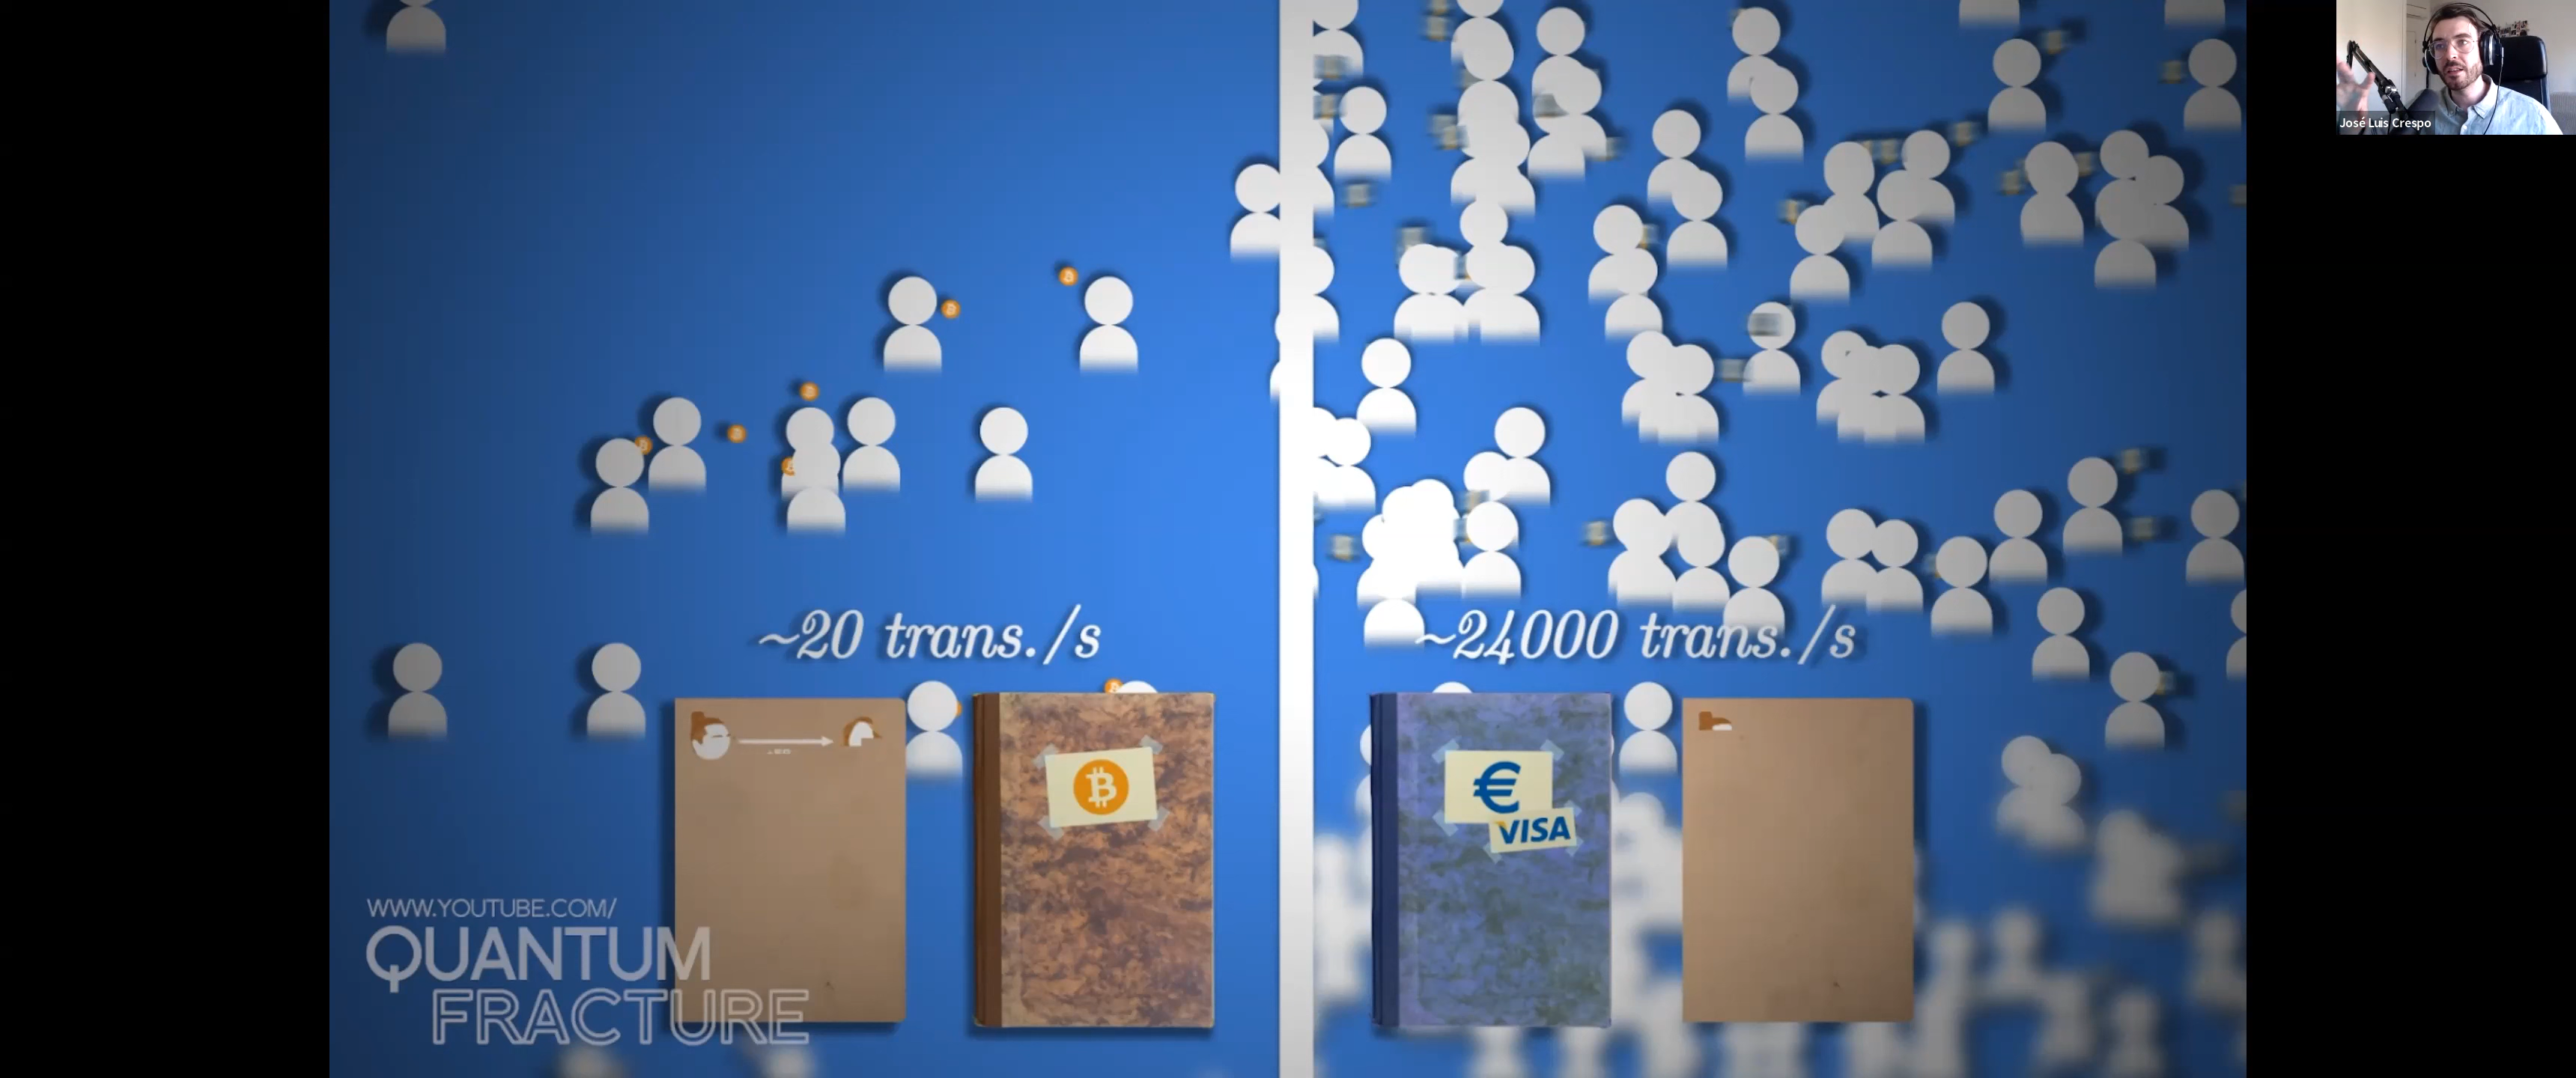 José Luis Crespo
~20 trans./s
~24000 trans./s
€
VISA
WWW.YOUTUBE.COM/
QUANTUM
FRACTURE